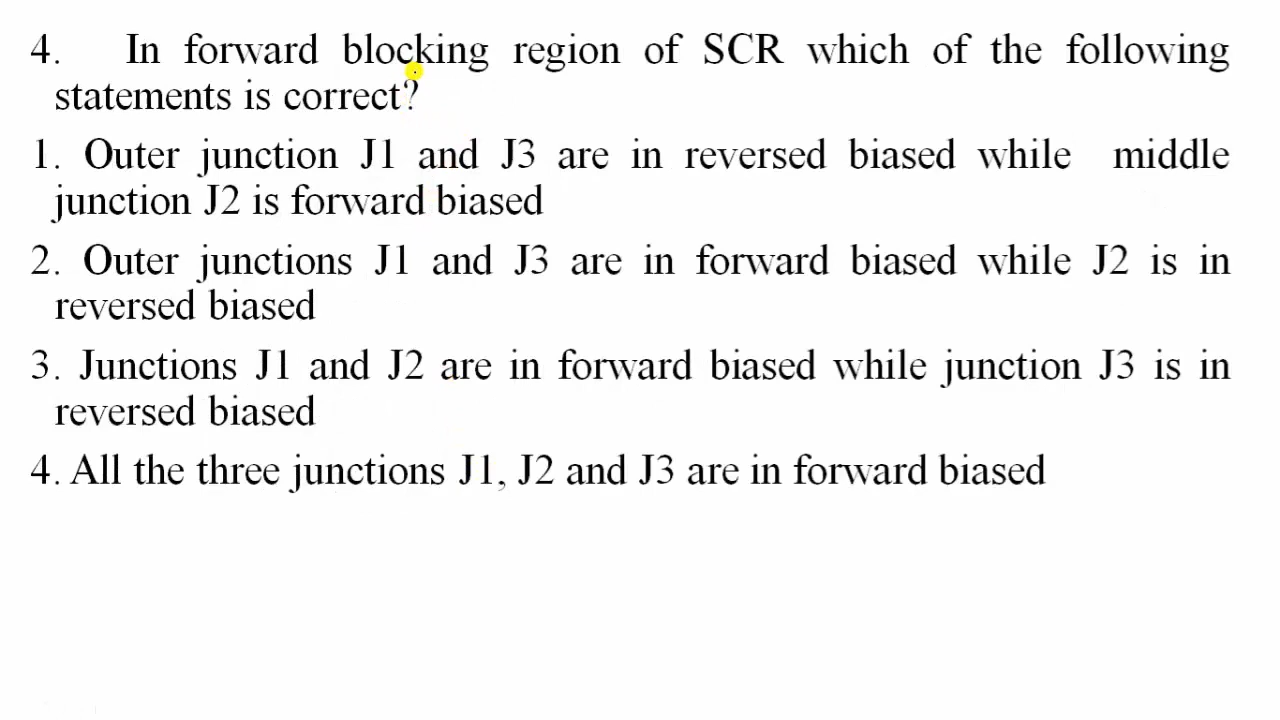 4. In forward blocking region of SCR which of the following
statements is correct?
1. Outer junction J1 and J3 are in reversed biased while middle
junction J2 is forward biased
2. Outer junctions J1 and J3 are in forward biased while J2 is in
reversed biased
3. Junctions J1 and J2 are in forward biased while junction J3 is in
reversed biased
4. All the three junctions J1, J2 and J3 are in forward biased